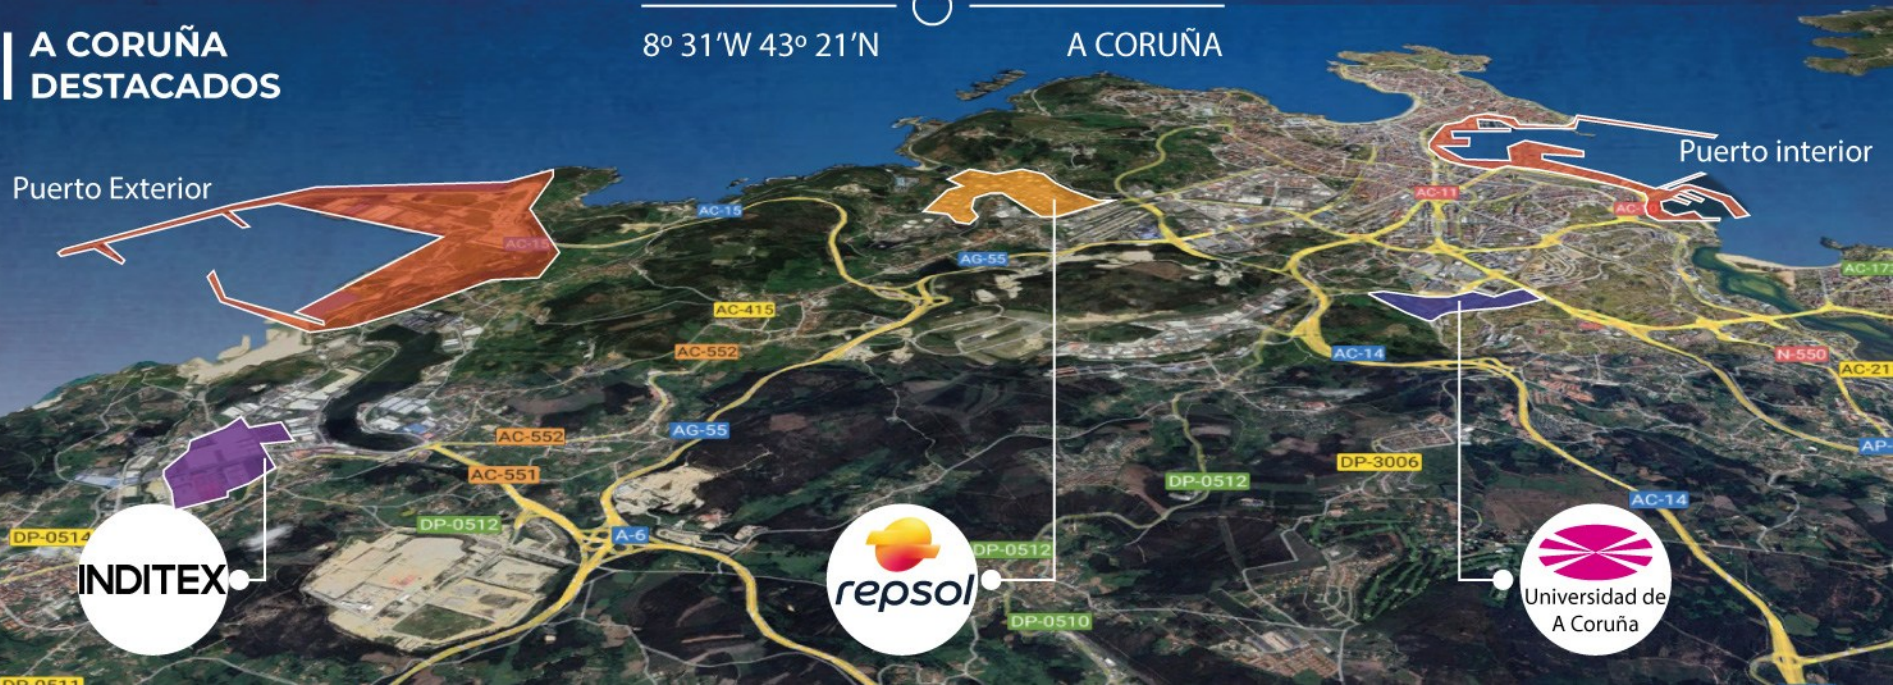 A CORUÑA
DESTACADOS
8º 31’W 43º 21’N
A CORUÑA
Puerto Exterior
Puerto interior
AC-15
AC-15
AC-11
AG-55
AC-415
AC-552
AC-14
N-550
AC-552
AG-55
AC-551
DP-3006
DP-0512
AC-14
DP-0514
DP-0512
A-6
DP-0512
DP-0510
INDITEX
repsol
Universidad de
A Coruña